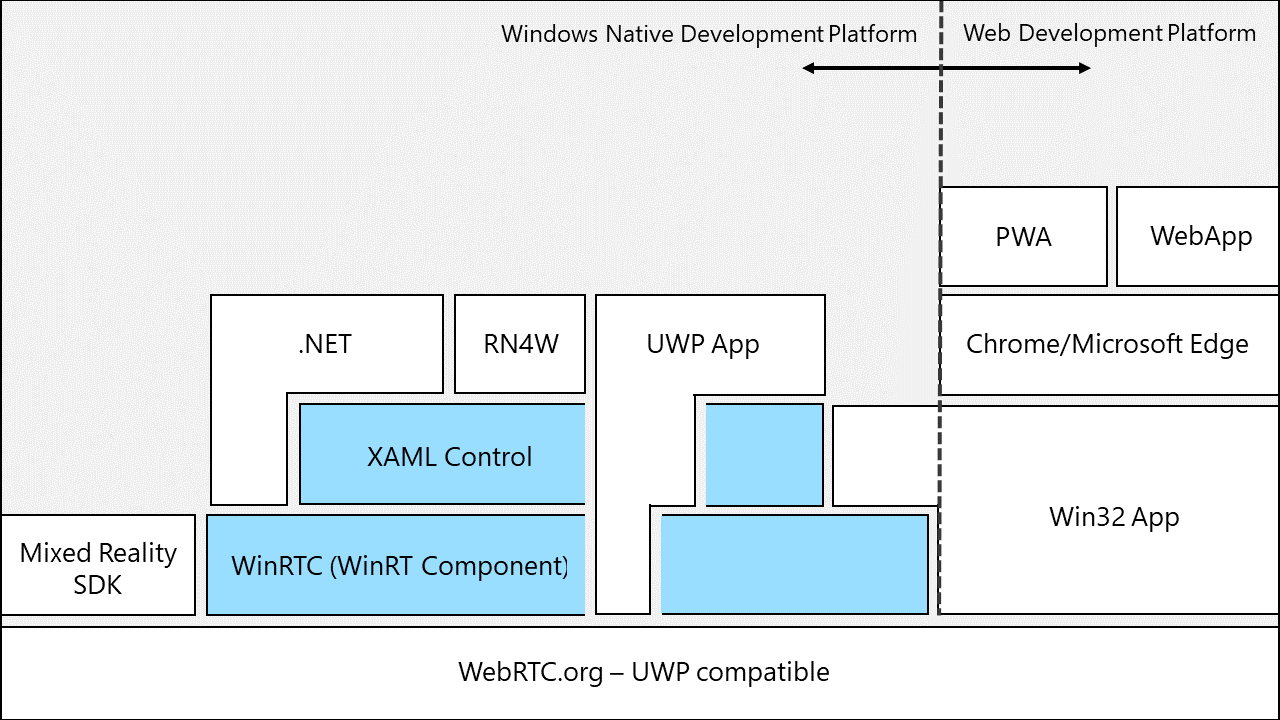 Windows Native Development Platform
Web Development Platform
PWA
WebApp
.NET
RN4W
UWP App
Chrome/Microsoft Edge
XAML Control
Win32 App
Mixed Reality
SDK
WinRTC (WinRT Component)
WebRTC.org – UWP compatible